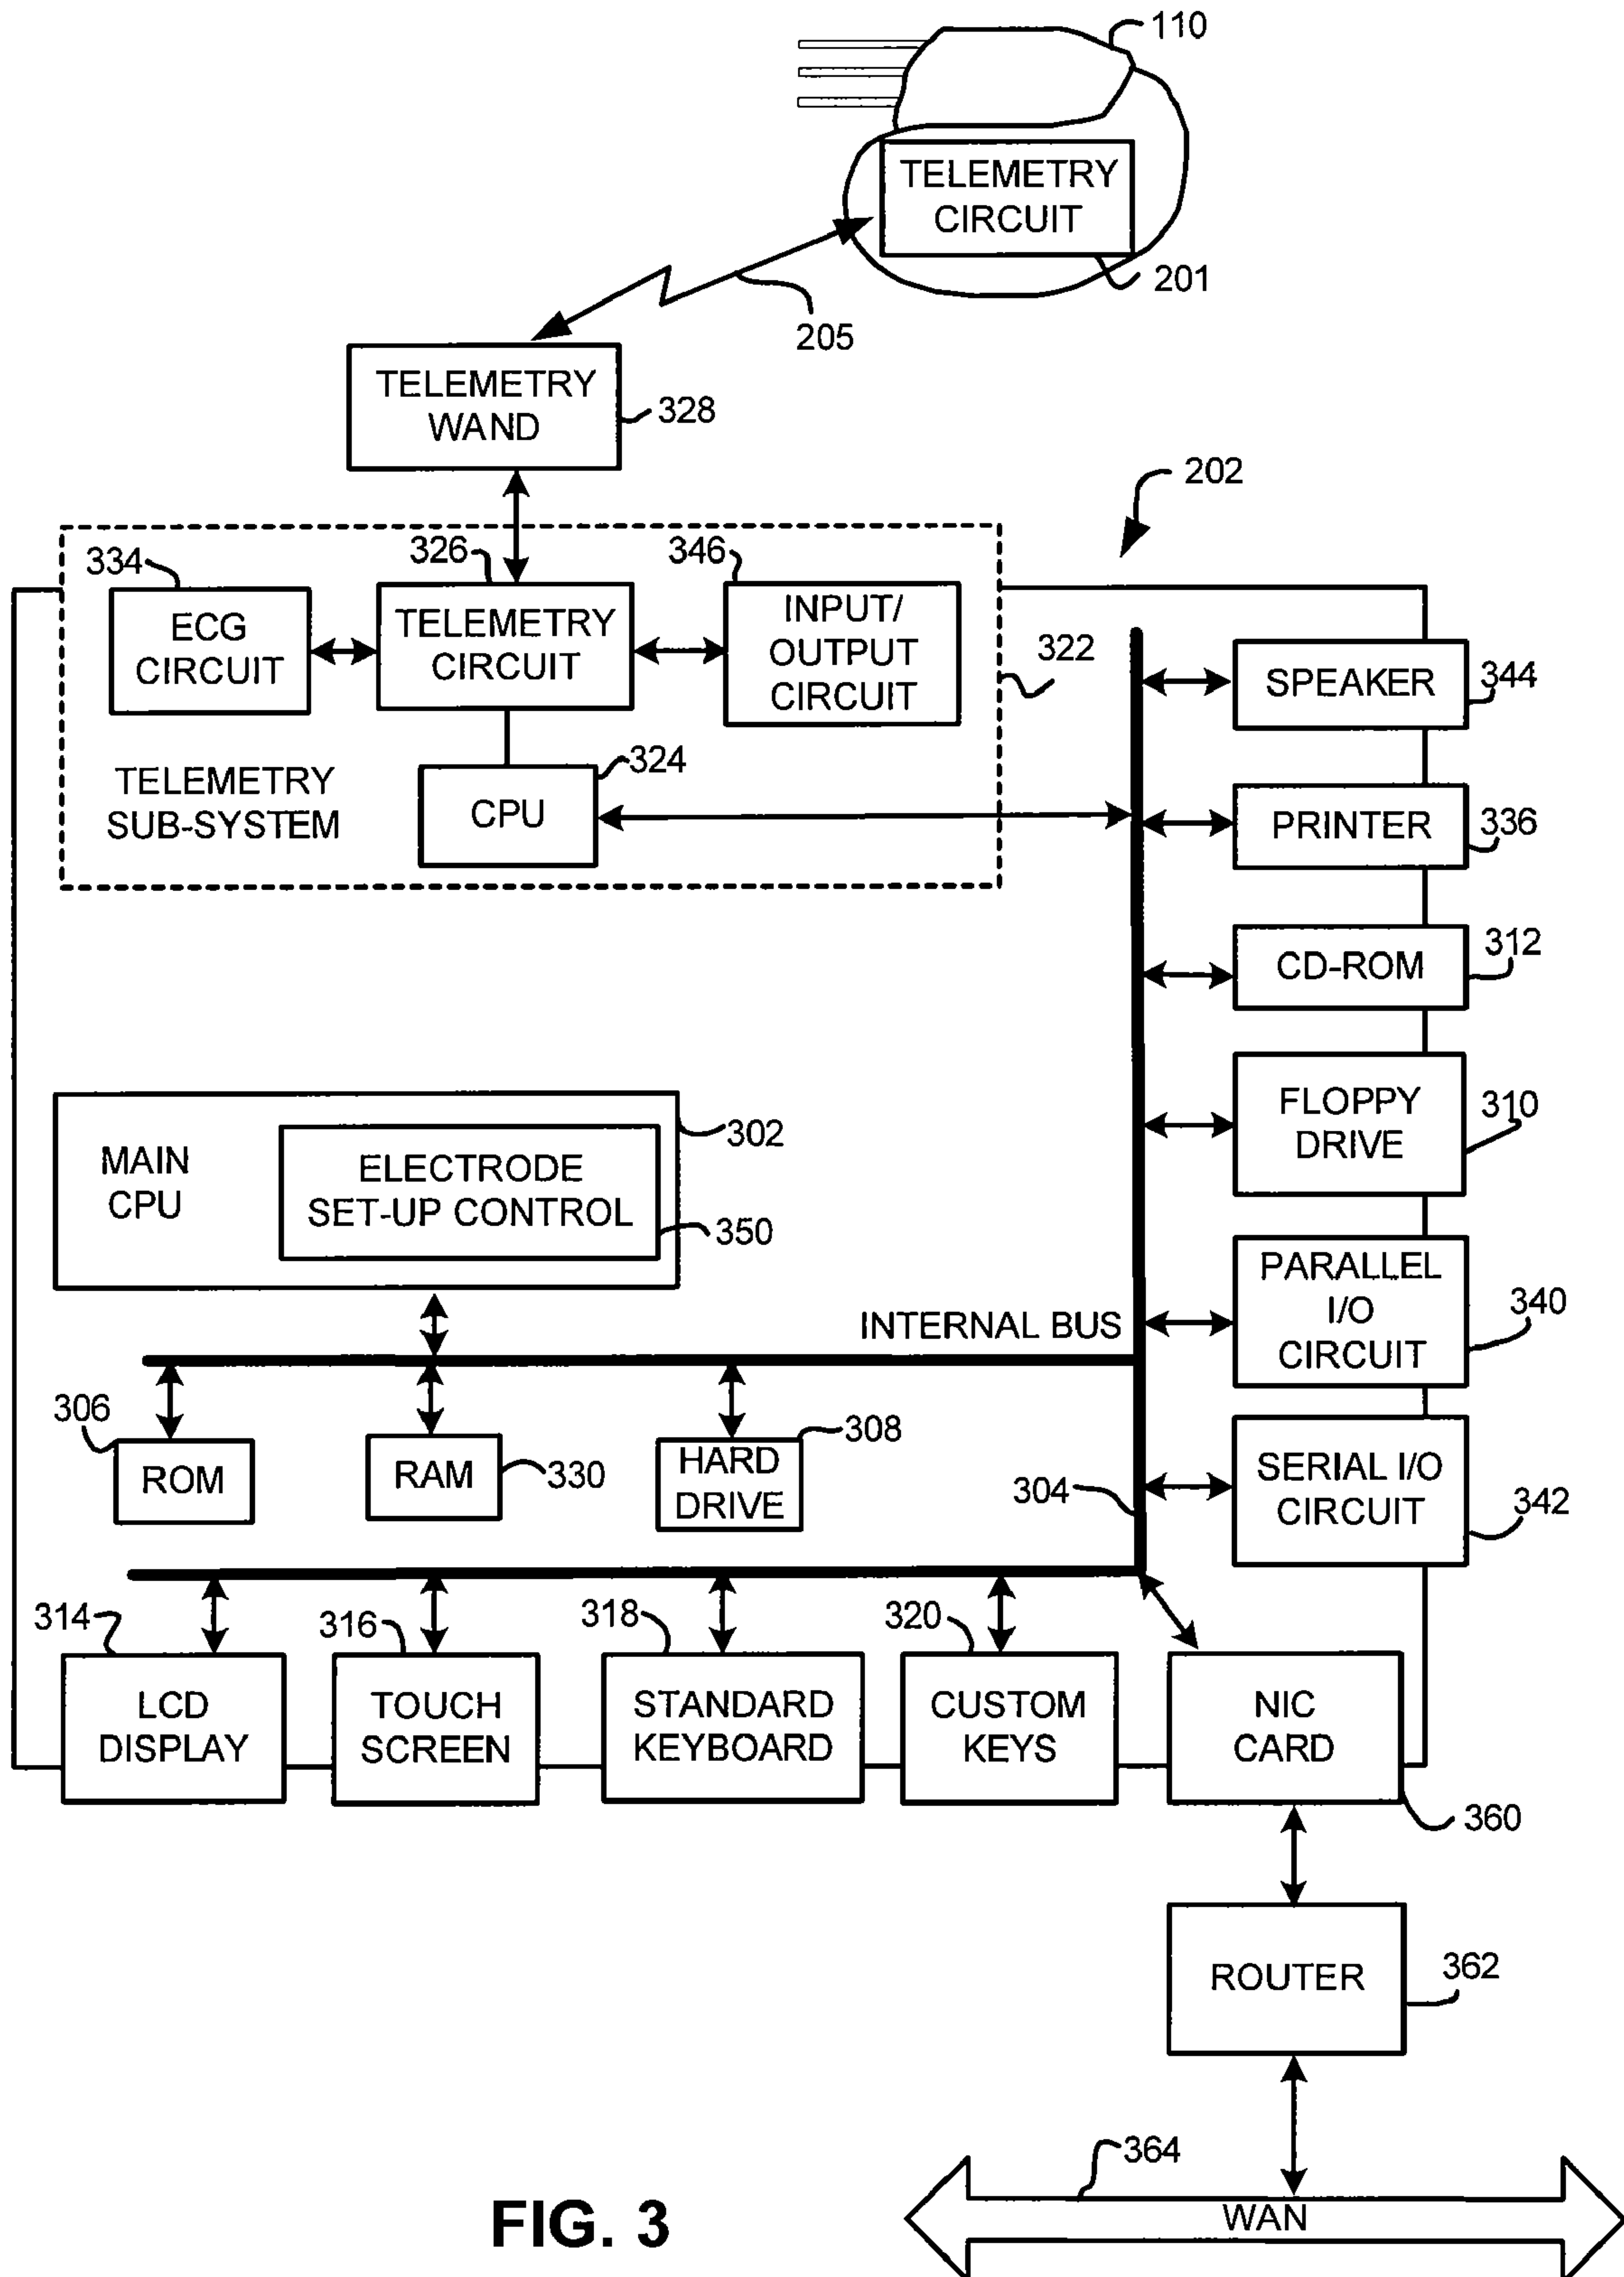 110
TELEMETRY
CIRCUIT
201
205
TELEMETRY
WAND
328
202
334
326
346
ECG
CIRCUIT
TELEMETRY
CIRCUIT
INPUT/
OUTPUT
CIRCUIT
322
SPEAKER
344
324
TELEMETRY
SUB-SYSTEM
CPU
PRINTER
336
CD-ROM
312
FLOPPY
DRIVE
310
MAIN
CPU
302
ELECTRODE
SET-UP CONTROL
350
PARALLEL
I/O
CIRCUIT
340
INTERNAL BUS
306
ROM
RAM
330
HARD
DRIVE
308
304
SERIAL I/O
CIRCUIT
342
314
316
318
320
LCD
DISPLAY
TOUCH
SCREEN
STANDARD
KEYBOARD
CUSTOM
KEYS
NIC
CARD
360
ROUTER
362
364
WAN
FIG. 3